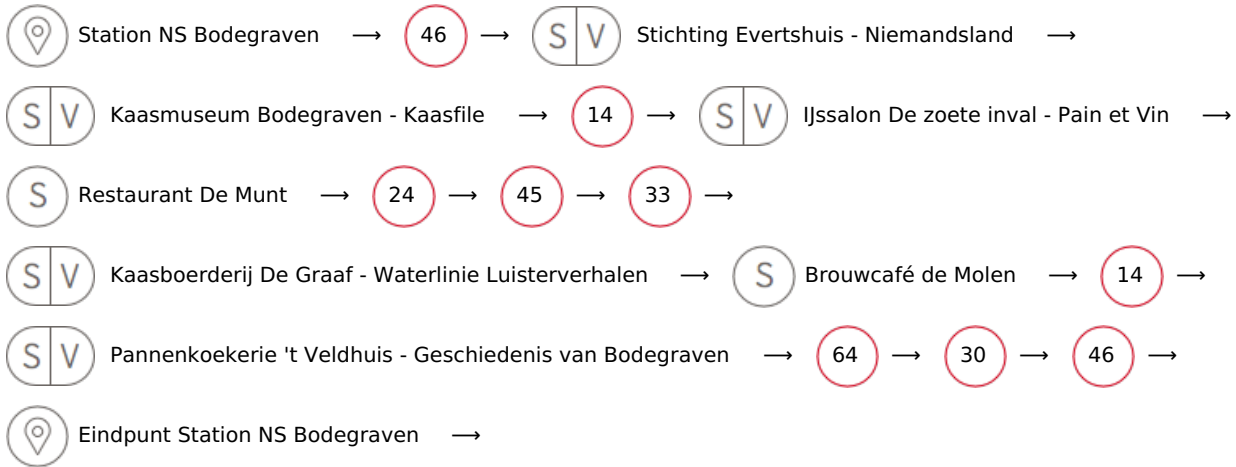 Station NS Bodegraven → 46 → S V Stichting Evertshuis - Niemandsland →
S V Kaasmuseum Bodegraven - Kaasfile → 14 → S V IJssalon De zoete inval - Pain et Vin →
S Restaurant De Munt → 24 → 45 → 33 →
S V Kaasboerderij De Graaf - Waterlinie Luisterverhalen → S Brouwcafé de Molen → 14 →
S V Pannenkoekerie 't Veldhuis - Geschiedenis van Bodegraven → 64 → 30 → 46 →
Eindpunt Station NS Bodegraven →